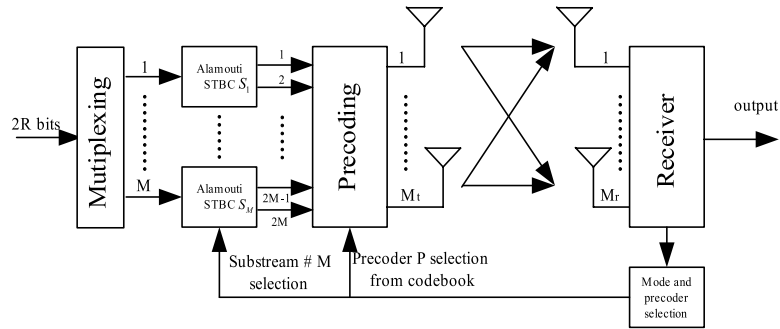 2R bits
Mutiplexing
1
M
Alamouti
STBC S1
Alamouti
STBC SM
1
2
2M-1
2M
Precoding
1
Mt
1
Mr
Receiver
output
Substream # M
selection
Precoder P selection
from codebook
Mode and
precoder
selection